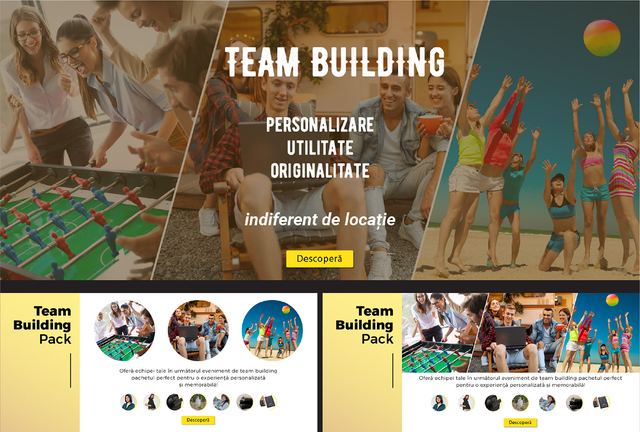 TEAM BUILDING
PERSONALIZARE
UTILITATE
ORIGINALITATE
indiferent de locație
Descoperă
Team
Building
Pack
Oferă echipei tale în următorul eveniment de team building
pachetul perfect pentru o experiență personalizată
și memorabilă!
Descoperă
Team
Building
Pack
Oferă echipei tale în următorul eveniment de team building pachetul perfect
pentru o experiență personalizată și memorabilă!
Descoperă